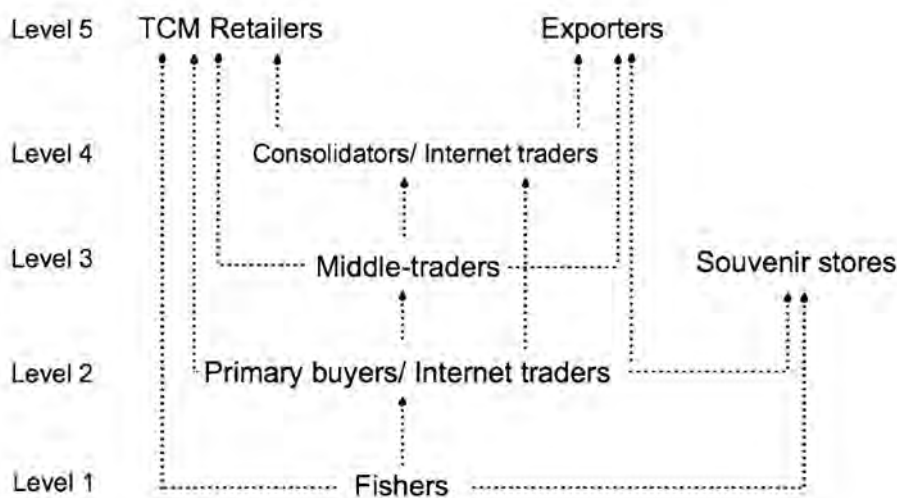 Level 5 TCM Retailers Exporters
Level 4 Consolidators/ Internet traders
Level 3 Middle-traders Souvenir stores
Level 2 Primary buyers/ Internet traders
Level 1 Fishers